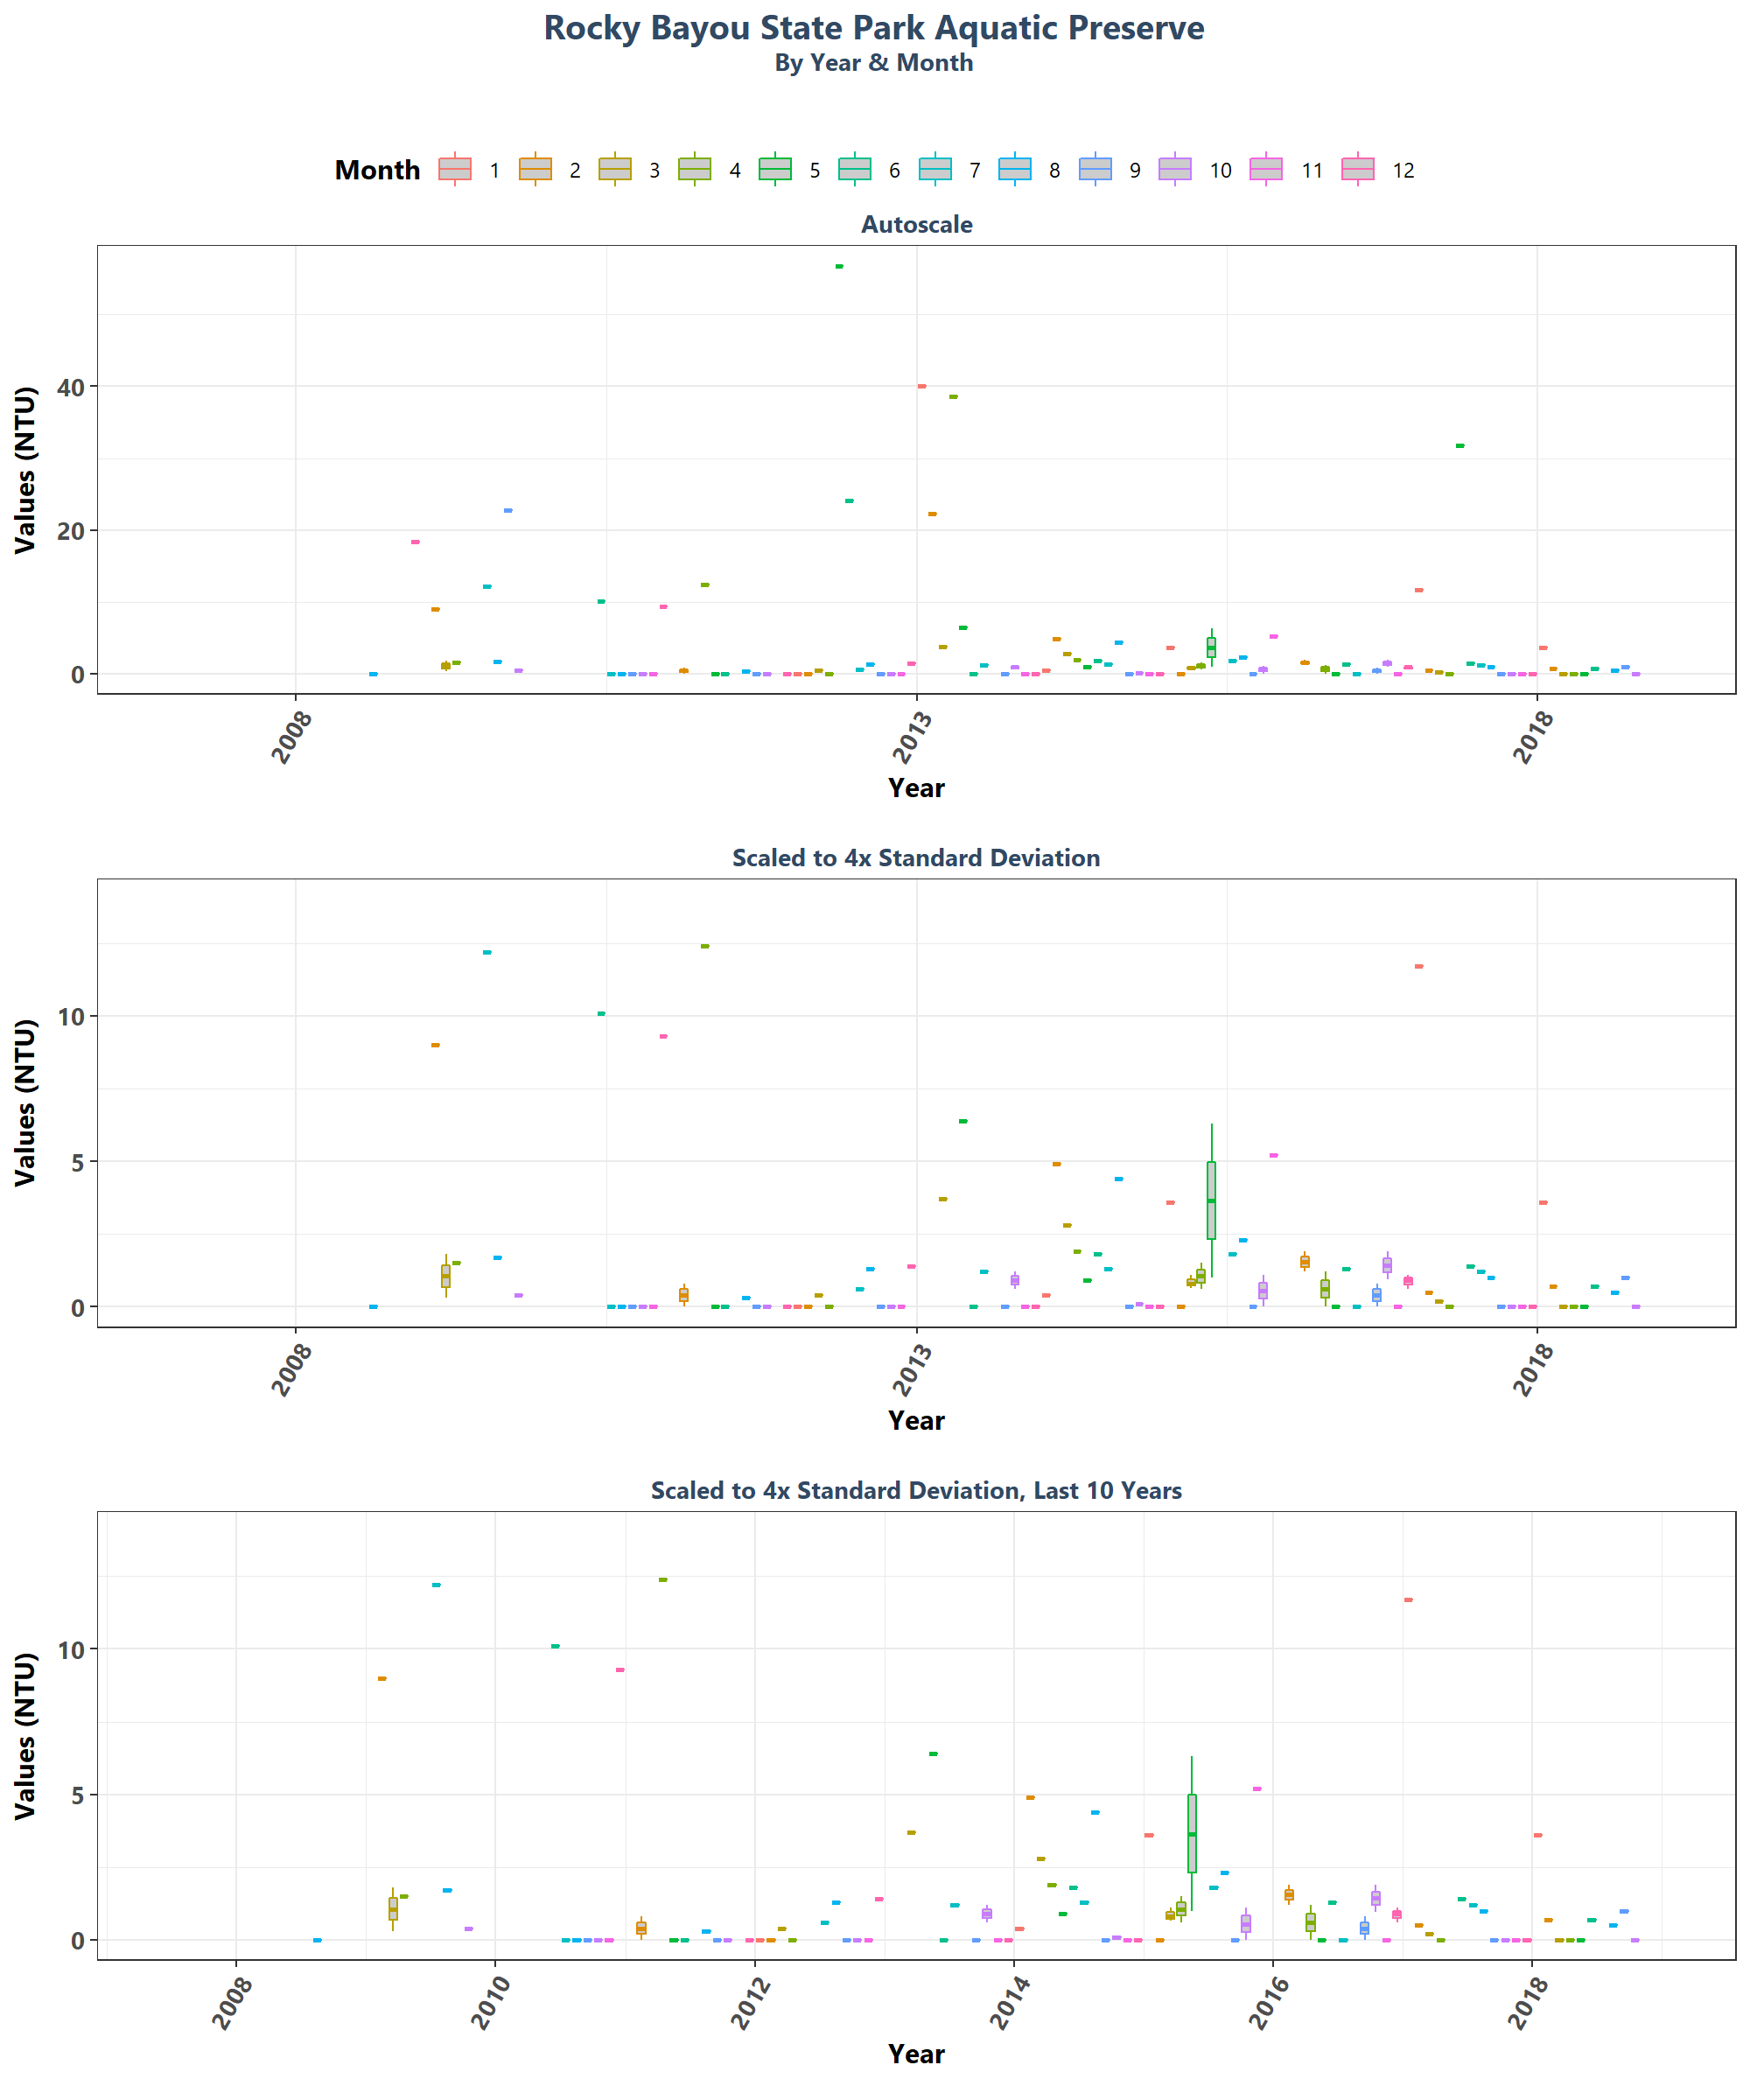 Rocky Bayou State Park Aquatic Preserve
By Year & Month
Month 1 2 3 4 5 6 7 8 9 10 11 12
Autoscale
Values (NTU)
40
20
0
2008 2013 2018
Year
Scaled to 4x Standard Deviation
Values (NTU)
10
5
0
2008 2013 2018
Year
Scaled to 4x Standard Deviation, Last 10 Years
Values (NTU)
10
5
0
2008 2010 2012 2014 2016 2018
Year